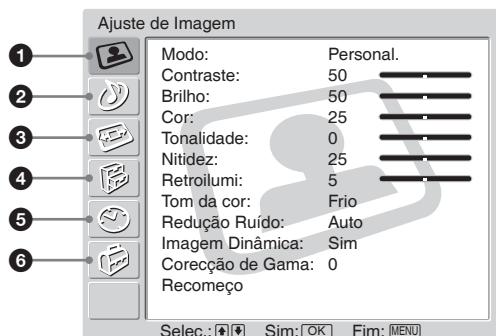 Ajuste de Imagem
1
2
3
4
5
6
Modo: Personal.
Contraste: 50
Brilho: 50
Cor: 25
Tonalidade: 0
Nitidez: 25
Retroilumi: 5
Tom da cor: Frio
Redução Ruído: Auto
Imagem Dinâmica: Sim
Corecção de Gama: 0
Recomeço
Selec.: Sim: OK Fim: MENU